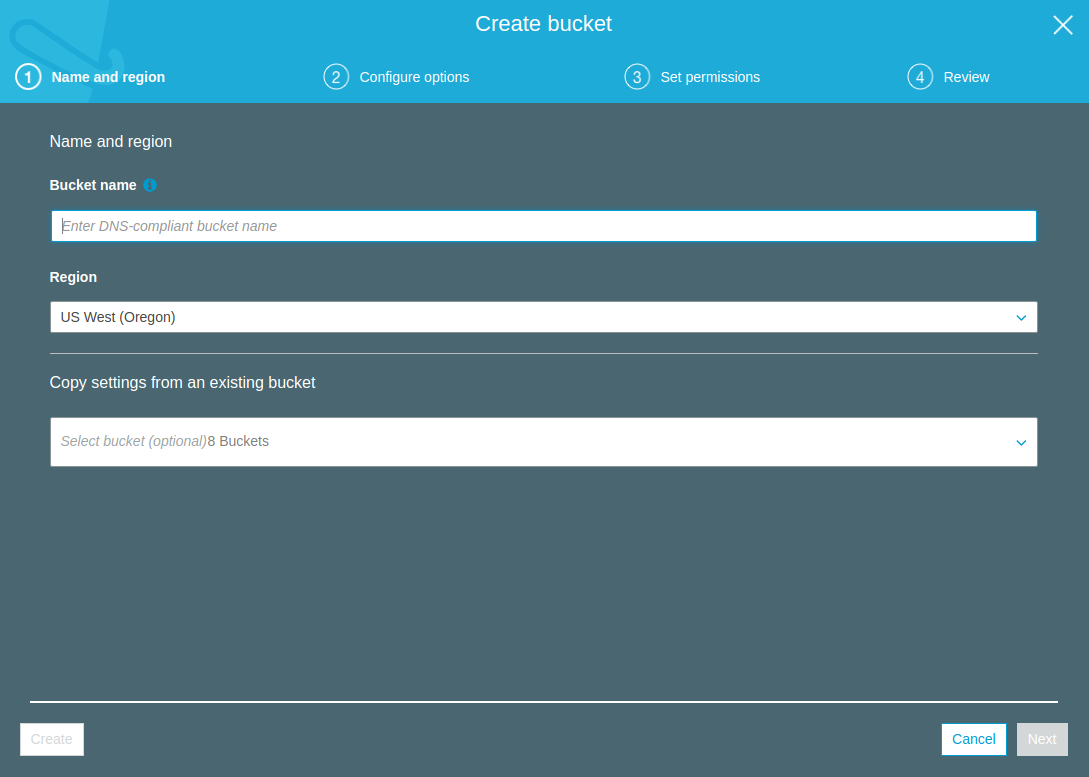 Create bucket
1 Name and region
2 Configure options
3 Set permissions
4 Review
Name and region
Bucket name
Enter DNS-compliant bucket name
Region
US West (Oregon)
Copy settings from an existing bucket
Select bucket (optional)8 Buckets
Create
Cancel
Next